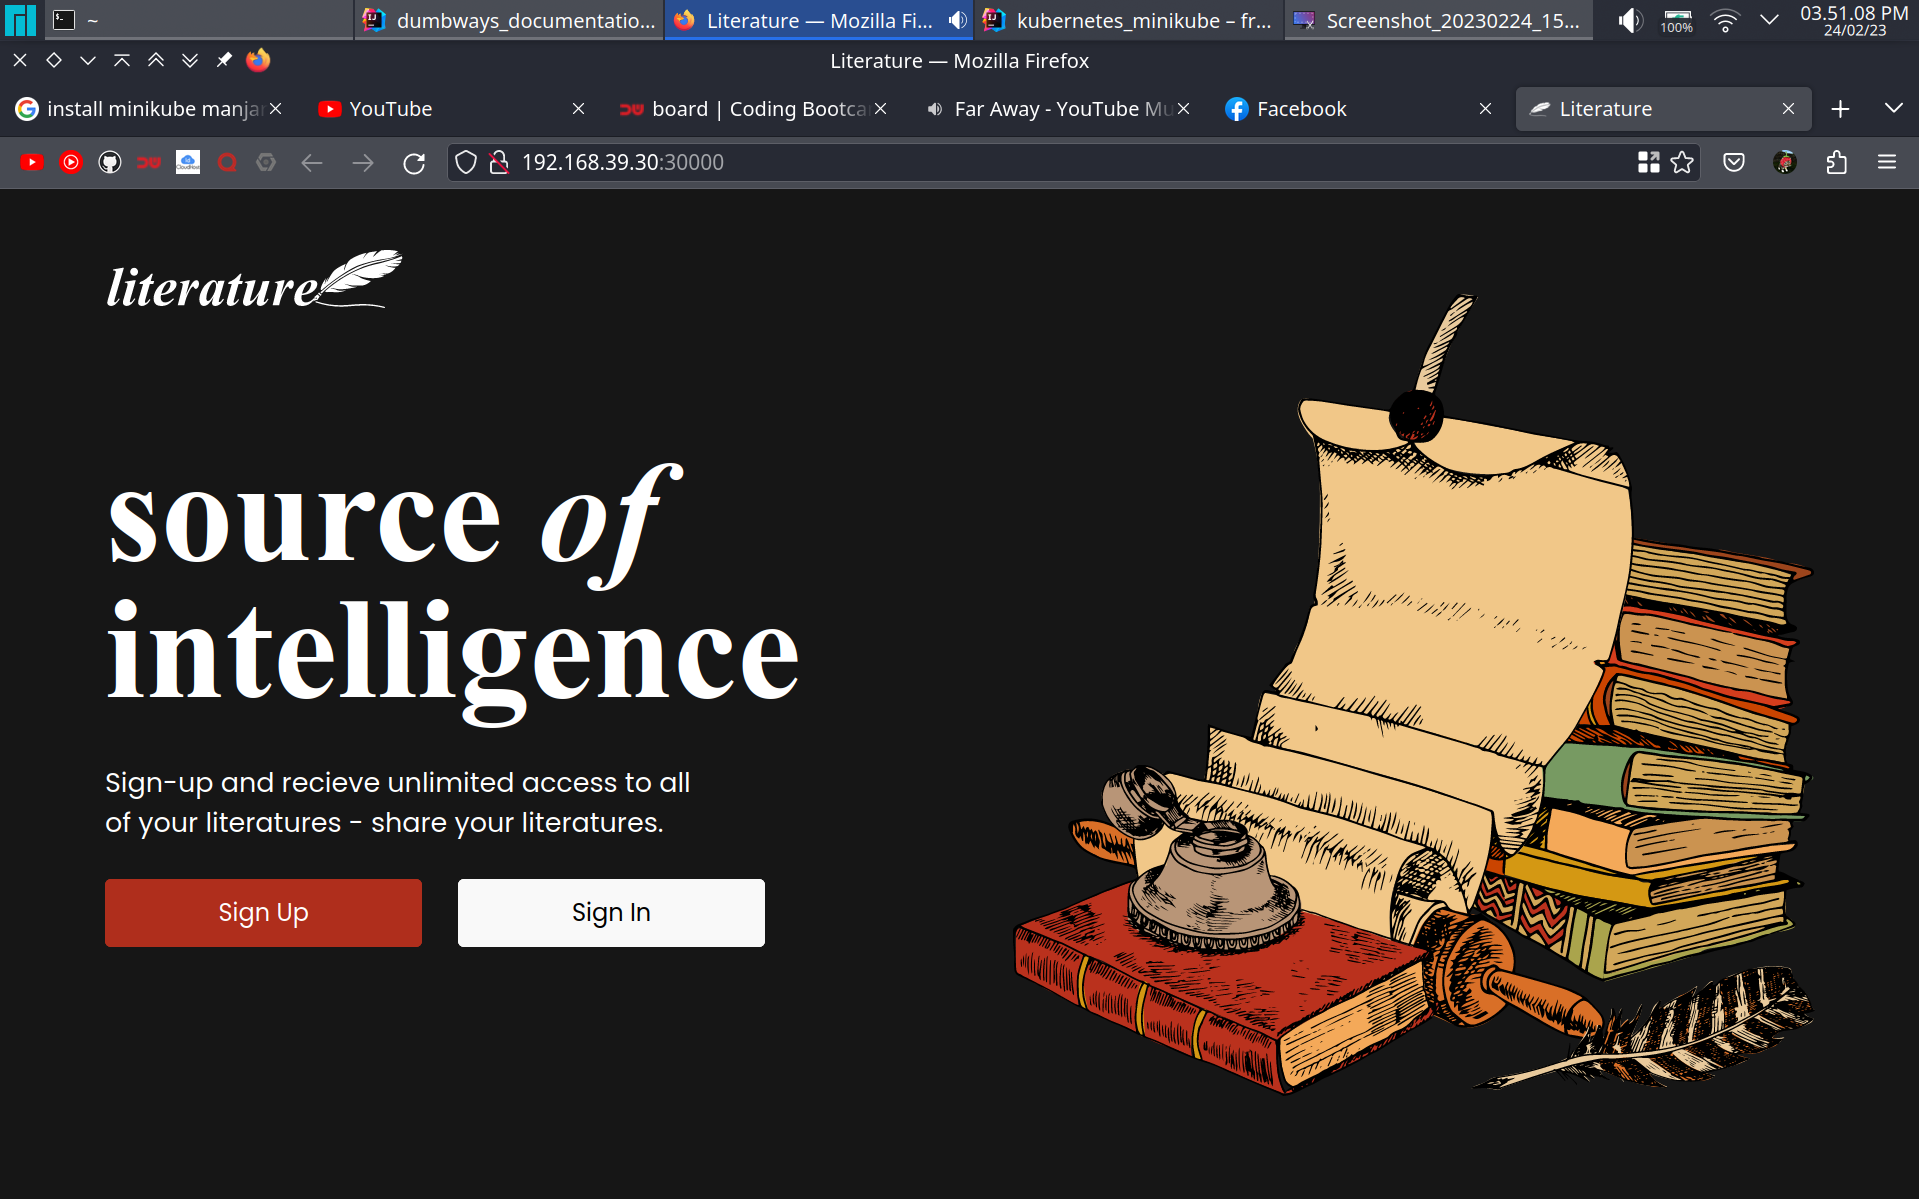 ~
dumbways_documentatio...
Literature — Mozilla Fi...
kubernetes_minikube – fr...
Screenshot_20230224_15...
100%
03.51.08 PM
24/02/23
Literature — Mozilla Firefox
install minikube manjar
YouTube
board | Coding Bootca
Far Away - YouTube Mu
Facebook
Literature
192.168.39.30:30000
literature
source of
intelligence
Sign-up and recieve unlimited access to all
of your literatures - share your literatures.
Sign Up
Sign In